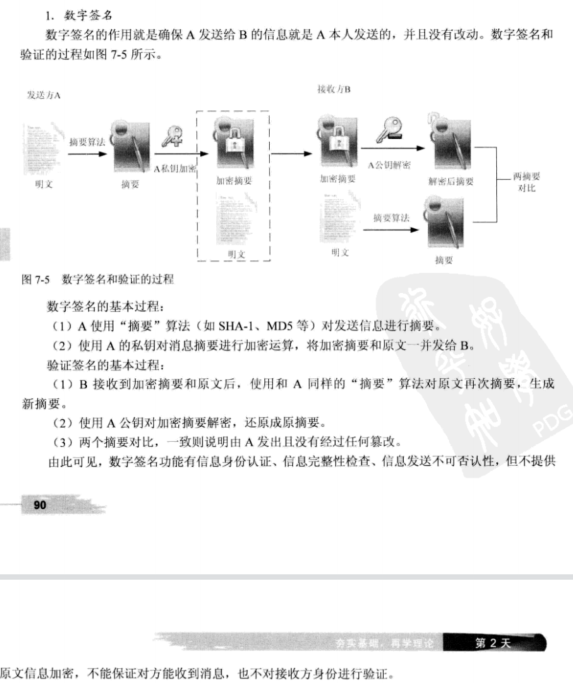 1. 数字签名
数字签名的作用就是确保 A 发送给 B 的信息就是 A 本人发送的，并且没有改动。数字签名和
验证的过程如图 7-5 所示。
发送方A
接收方B
摘要算法
A私钥加密
A公钥解密
明文
摘要
加密摘要
加密摘要
解密后摘要
两摘要
对比
摘要算法
明文
明文
摘要
图 7-5 数字签名和验证的过程
数字签名的基本过程：
（1）A 使用“摘要”算法（如 SHA-1、MD5 等）对发送信息进行摘要。
（2）使用 A 的私钥对消息摘要进行加密运算，将加密摘要和原文一并发给 B。
验证签名的基本过程：
（1）B 接收到加密摘要和原文后，使用和 A 同样的“摘要”算法对原文再次摘要，生成
新摘要。
（2）使用 A 公钥对加密摘要解密，还原成原摘要。
（3）两个摘要对比，一致则说明由 A 发出且没有经过任何篡改。
由此可见，数字签名功能有信息身份认证、信息完整性检查、信息发送不可否认性，但不提供
PDG
90
夯实基础，再学理论
第 2 天
原文信息加密，不能保证对方能收到消息，也不对接收方身份进行验证。